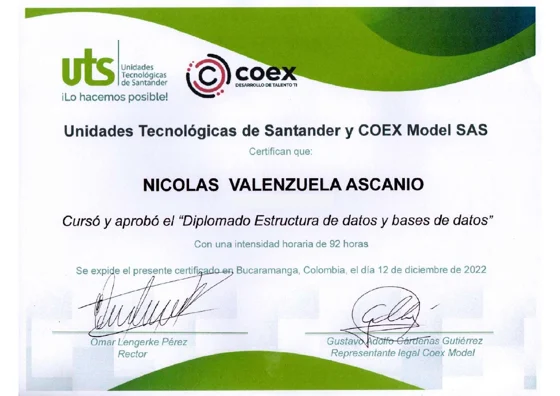 uts Unidades
Tecnológicas
de Santander
¡Lo hacemos posible!
coex
DESARROLLO DE TALENTO TI
Unidades Tecnológicas de Santander y COEX Model SAS
Certifican que:
NICOLAS VALENZUELA ASCANIO
Cursó y aprobó el “Diplomado Estructura de datos y bases de datos”
Con una intensidad horaria de 92 horas
Se expide el presente certificado en Bucaramanga, Colombia, el día 12 de diciembre de 2022
Omar Lengerke Pérez
Rector
Gustavo Adolfo Cárdenas Gutiérrez
Representante legal Coex Model